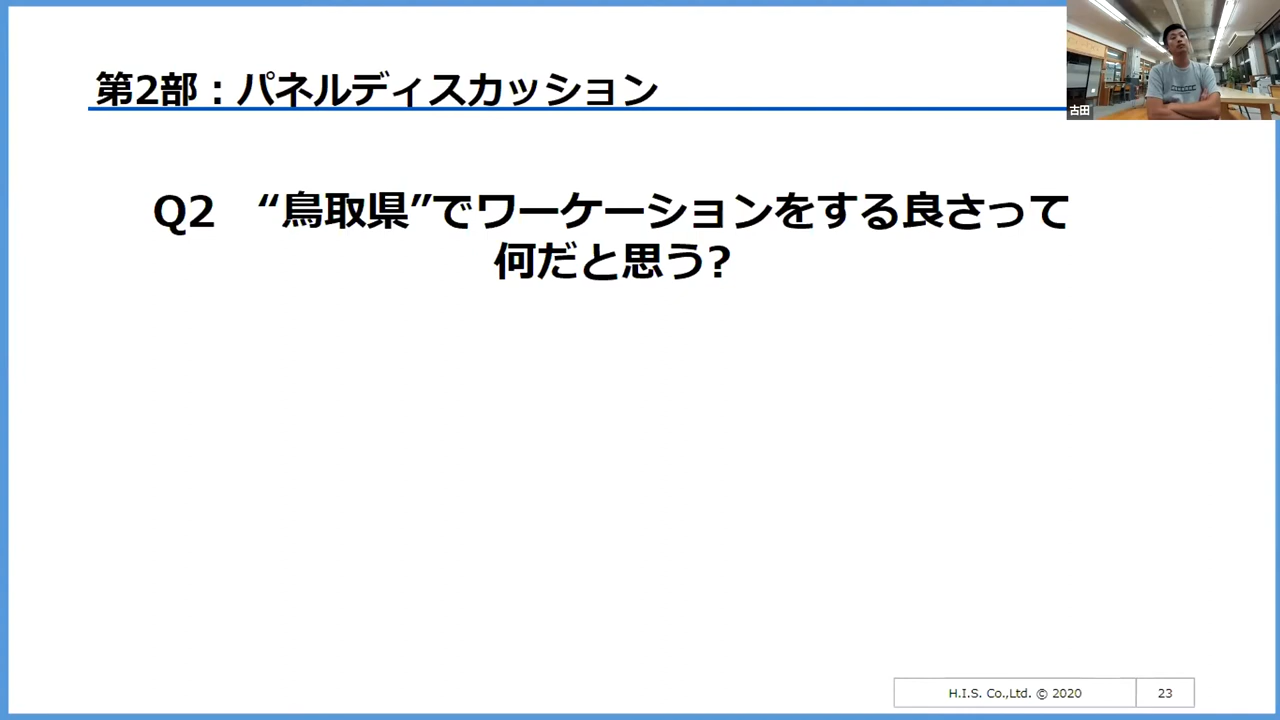 第2部：パネルディスカッション
古田
Q2 “鳥取県”でワーケーションをする良さって
何だと思う?
H.I.S. Co.,Ltd. © 2020
23